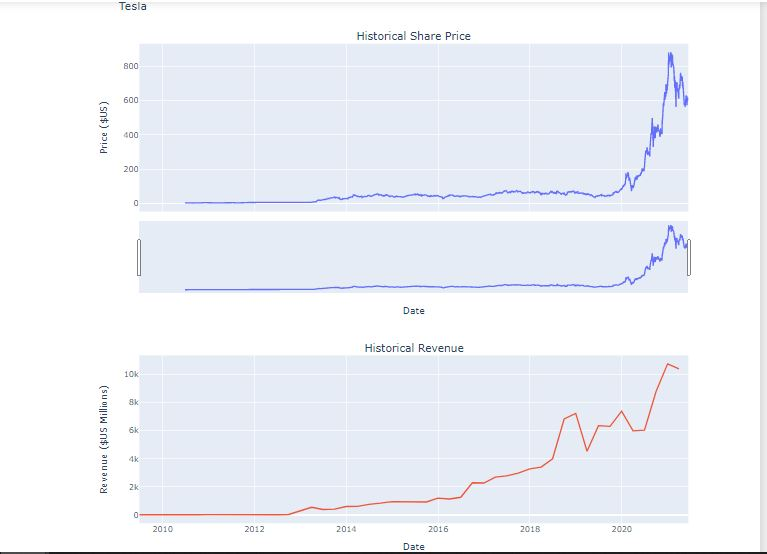 Tesla
Historical Share Price
Price ($US)
800
600
400
200
0
Date
Historical Revenue
Revenue ($US Millions)
10k
8k
6k
4k
2k
0
2010 2012 2014 2016 2018 2020
Date